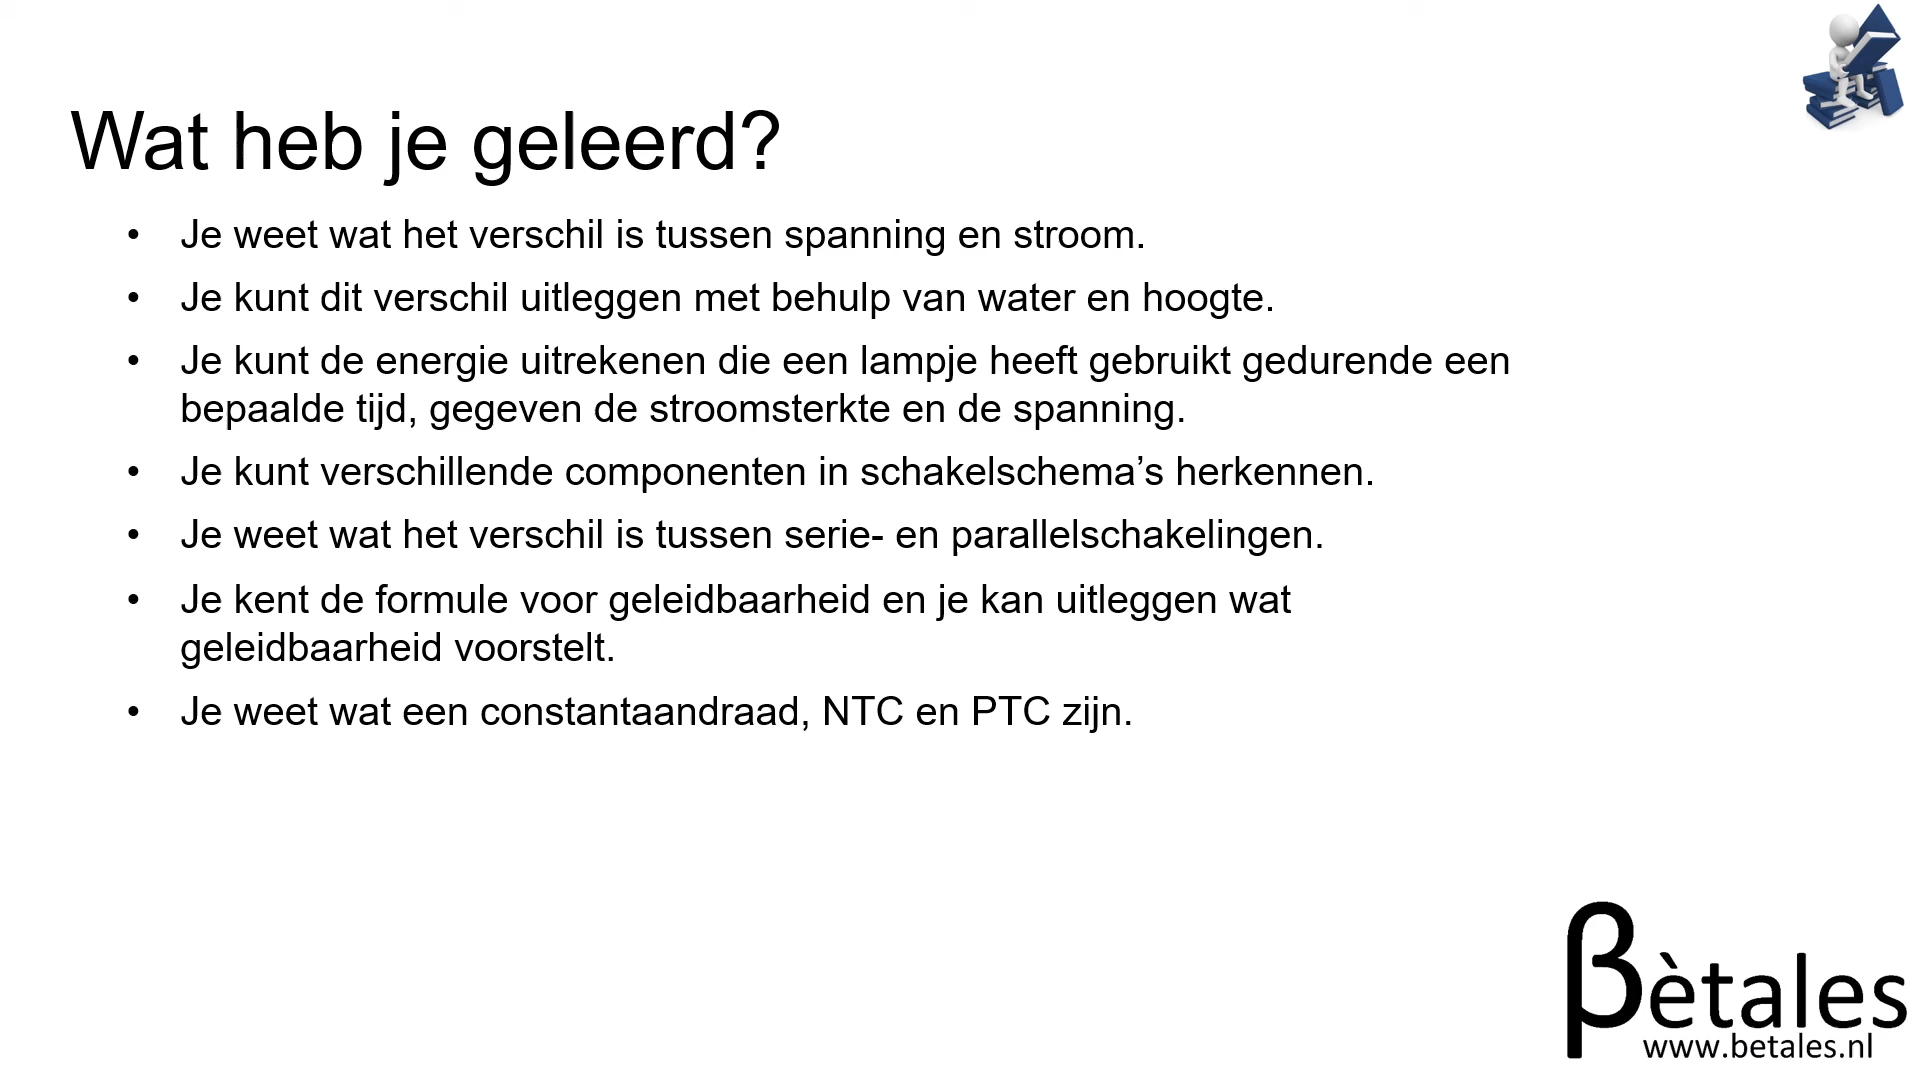 Wat heb je geleerd?
• Je weet wat het verschil is tussen spanning en stroom.
• Je kunt dit verschil uitleggen met behulp van water en hoogte.
• Je kunt de energie uitrekenen die een lampje heeft gebruikt gedurende een
bepaalde tijd, gegeven de stroomsterkte en de spanning.
• Je kunt verschillende componenten in schakelschema’s herkennen.
• Je weet wat het verschil is tussen serie- en parallelschakelingen.
• Je kent de formule voor geleidbaarheid en je kan uitleggen wat
geleidbaarheid voorstelt.
• Je weet wat een constantaandraad, NTC en PTC zijn.
βètales
www.betales.nl